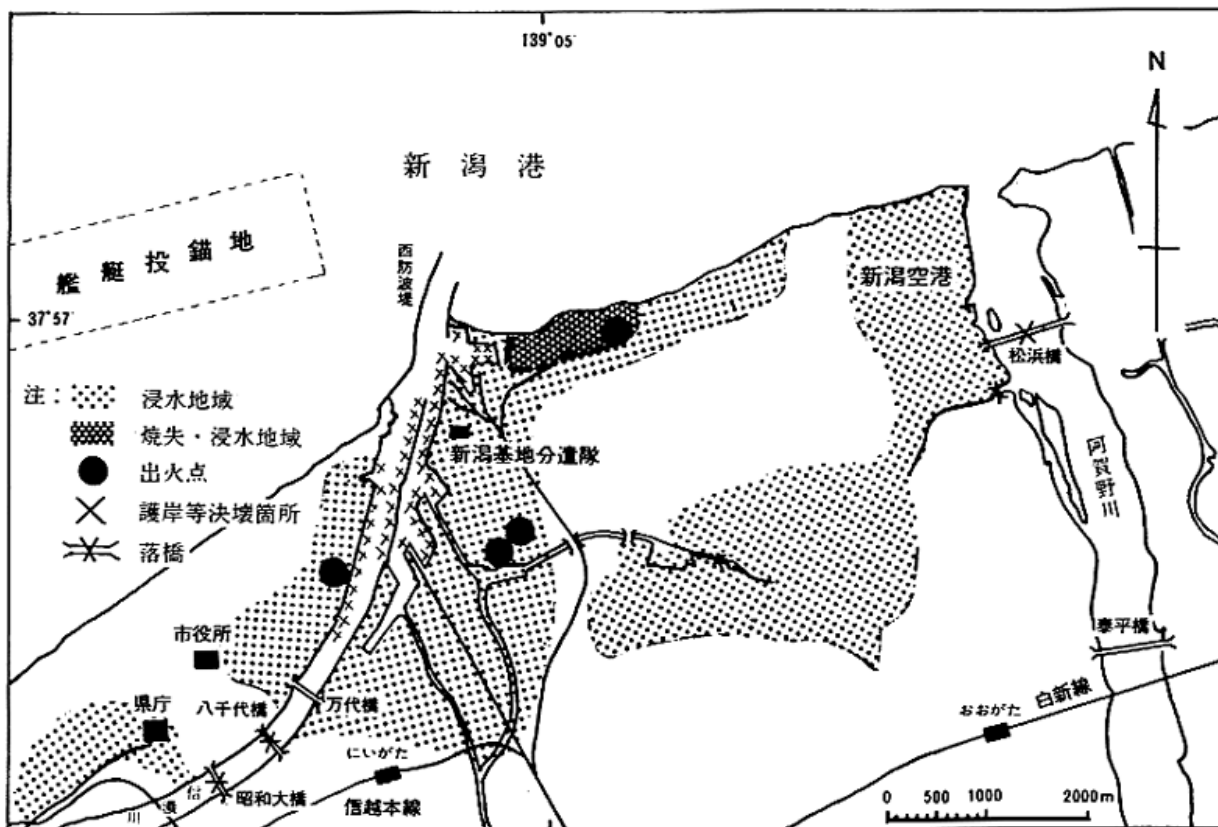 139°05′
N
新潟港
艦艇投錨地
西防波堤
新潟空港
37°57′
松浜橋
注：
浸水地域
焼失・浸水地域
出火点
護岸等決壊箇所
落橋
新潟基地分遣隊
阿賀野川
市役所
泰平橋
県庁
八千代橋
万代橋
白新線
おおがた
にいがた
昭和大橋
信越本線
信濃川
0 500 1000 2000m